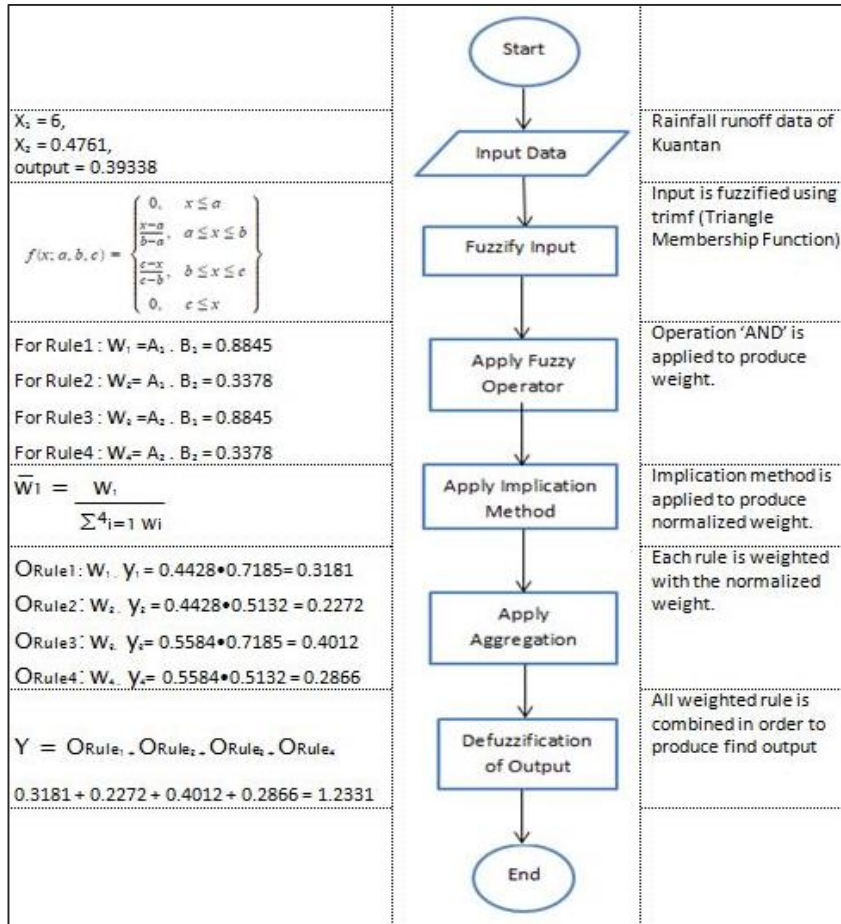 Start
X₁ = 6,
X₂ = 0.4761,
output = 0.39338
Input Data
Rainfall runoff data of
Kuantan
f(x; a, b, c) = { 0, x ≤ a
x−a / b−a, a ≤ x ≤ b
c−x / c−b, b ≤ x ≤ c
0, c ≤ x }
Fuzzify Input
Input is fuzzified using
trimf (Triangle
Membership Function)
For Rule1 : W₁ =A₁ . B₁ = 0.8845
For Rule2 : W₂= A₁ . B₂ = 0.3378
For Rule3 : W₃ =A₂ . B₁ = 0.8845
For Rule4 : W₄= A₂ . B₂ = 0.3378
Apply Fuzzy
Operator
Operation ‘AND’ is
applied to produce
weight.
w̅1 = W₁ / Σ⁴i=1 wi
Apply Implication
Method
Implication method is
applied to produce
normalized weight.
ORule1: W₁. y₁ = 0.4428•0.7185= 0.3181
ORule2: W₂. y₂ = 0.4428•0.5132 = 0.2272
ORule3: W₃. y₃= 0.5584•0.7185 = 0.4012
ORule4: W₄. y₄= 0.5584•0.5132 = 0.2866
Apply
Aggregation
Each rule is weighted
with the normalized
weight.
Y = ORule₁ + ORule₂ + ORule₃ + ORule₄
0.3181 + 0.2272 + 0.4012 + 0.2866 = 1.2331
Defuzzification
of Output
All weighted rule is
combined in order to
produce find output
End